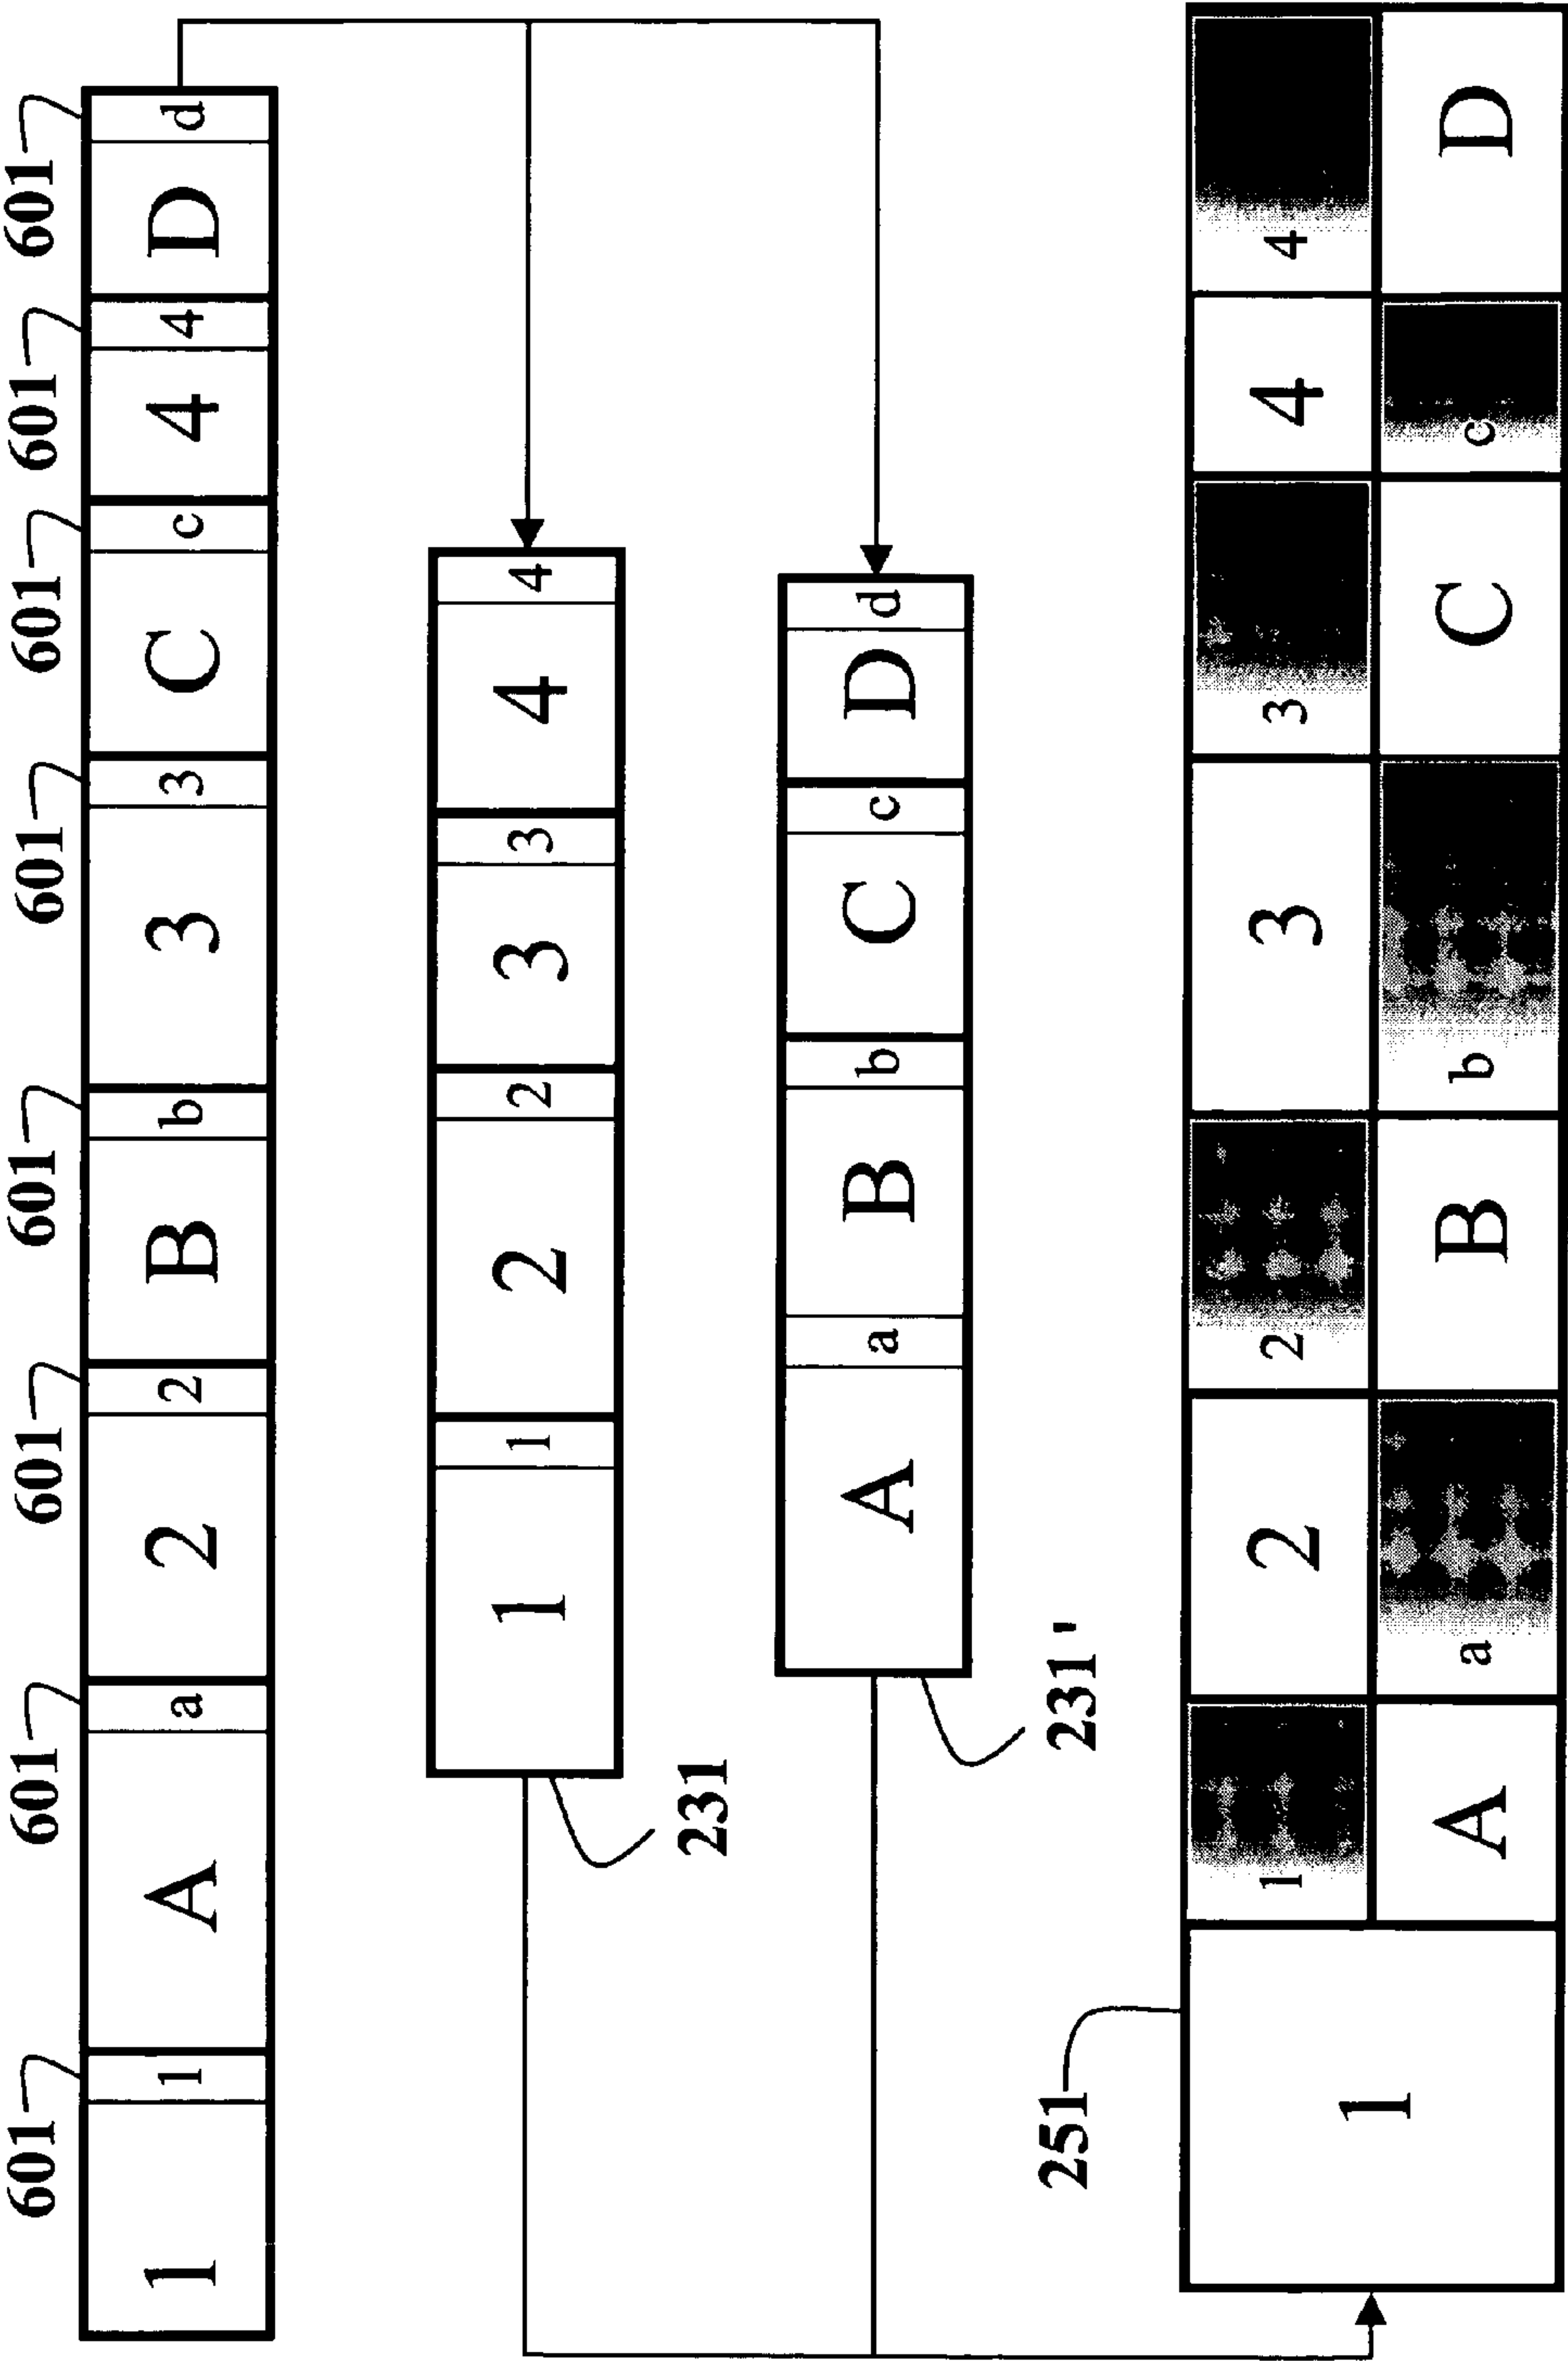 601 601 601 601 601 601 601 601
1 1 A a 2 2 B b 3 3 C c 4 4 D d
1 1 2 2 3 3 4 4
231
A a B b C c D d
231'
251
1 2 2 3 3 4 4
1
A a B b C c D